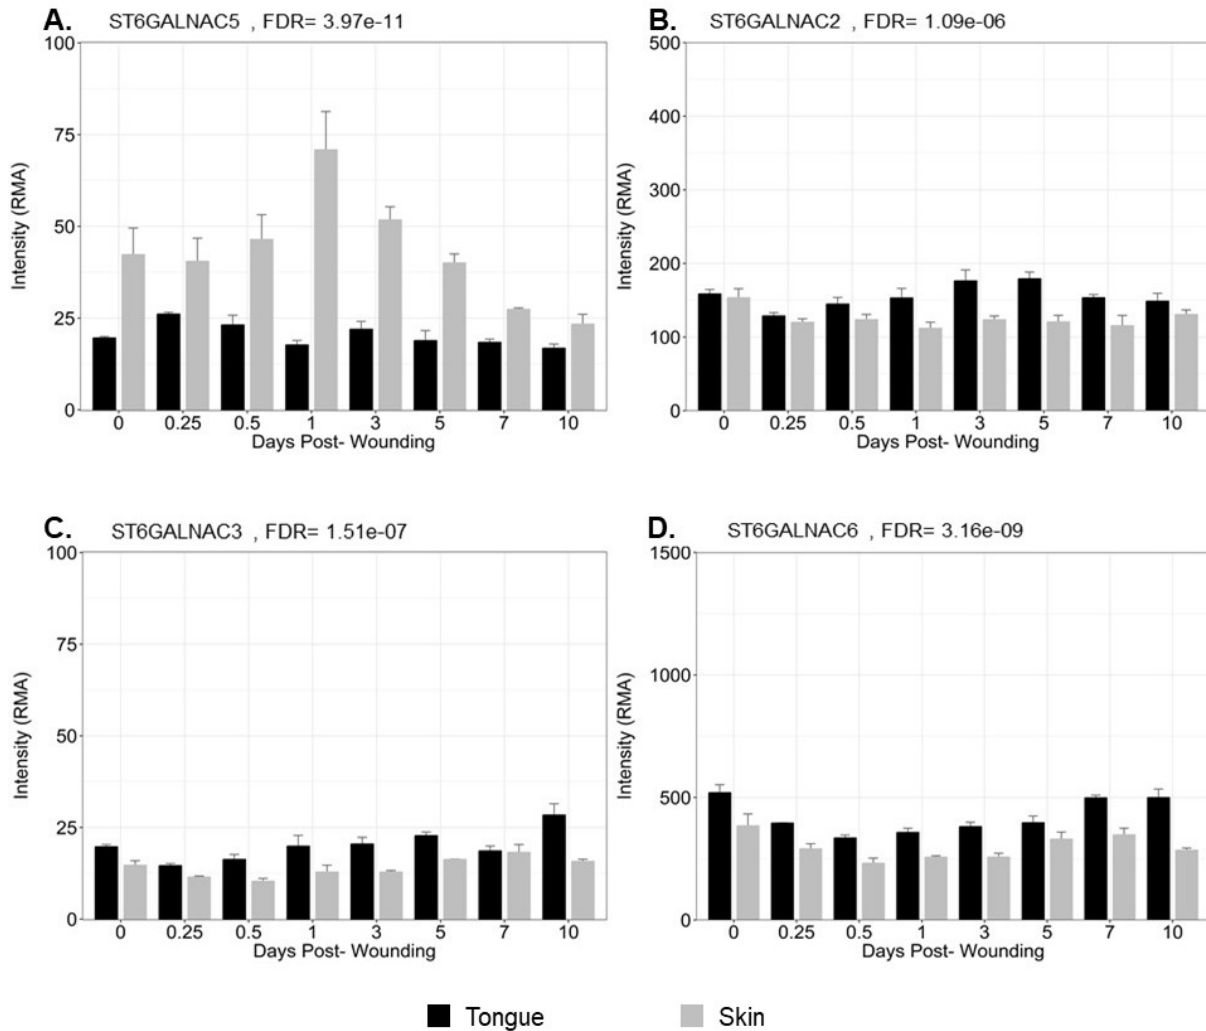 A. ST6GALNAC5 , FDR= 3.97e-11
100
75
50
25
0
Intensity (RMA)
0 0.25 0.5 1 3 5 7 10
Days Post- Wounding
B. ST6GALNAC2 , FDR= 1.09e-06
500
400
300
200
100
0
Intensity (RMA)
0 0.25 0.5 1 3 5 7 10
Days Post- Wounding
C. ST6GALNAC3 , FDR= 1.51e-07
100
75
50
25
0
Intensity (RMA)
0 0.25 0.5 1 3 5 7 10
Days Post- Wounding
D. ST6GALNAC6 , FDR= 3.16e-09
1500
1000
500
0
Intensity (RMA)
0 0.25 0.5 1 3 5 7 10
Days Post- Wounding
Tongue Skin